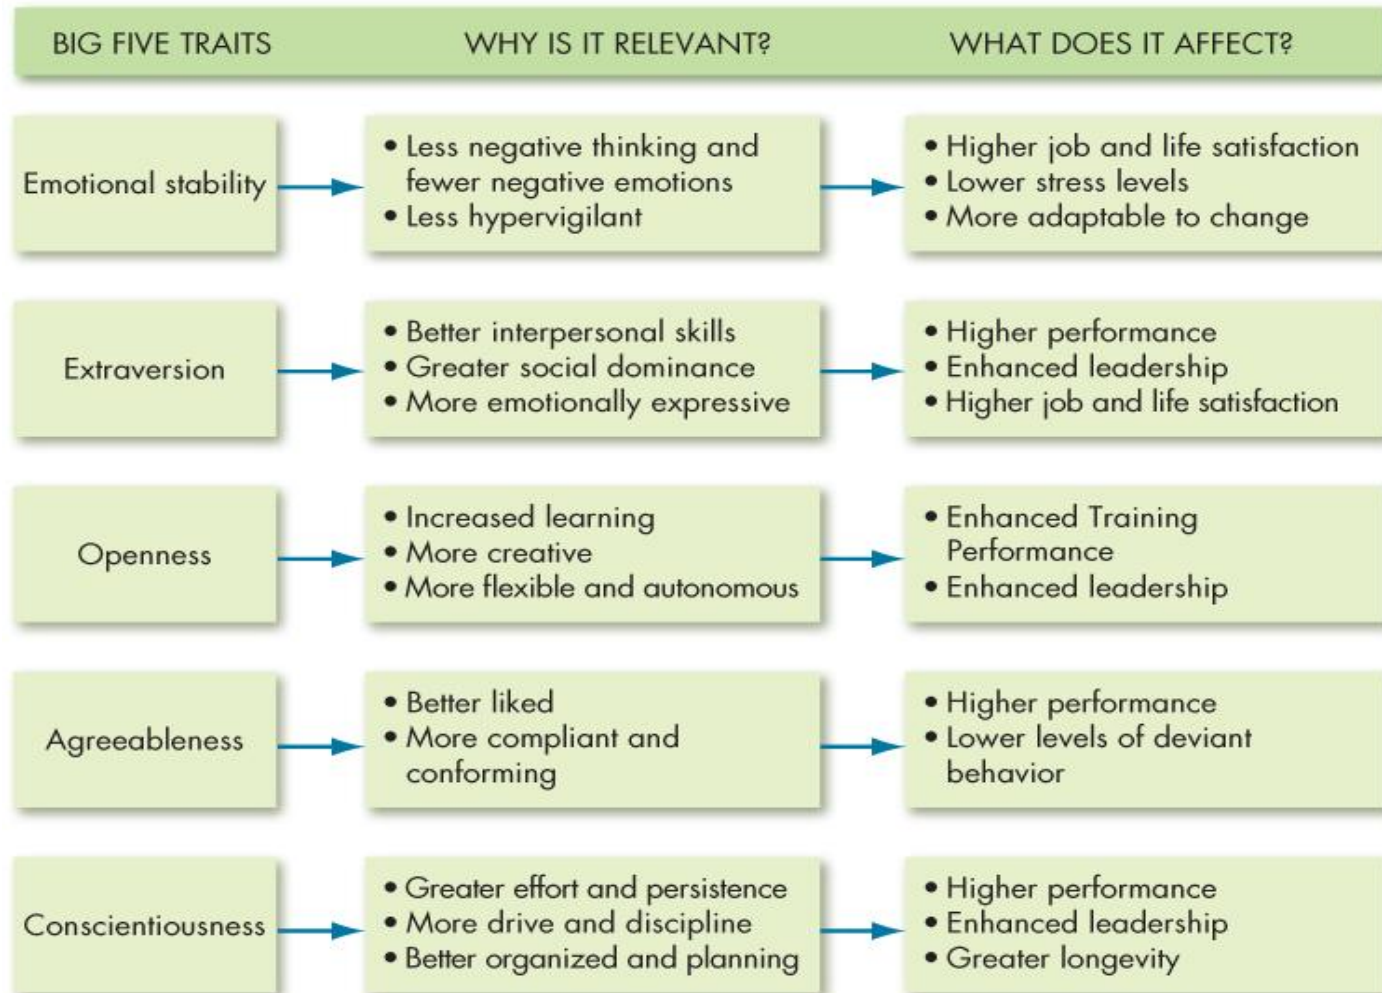 BIG FIVE TRAITS
WHY IS IT RELEVANT?
WHAT DOES IT AFFECT?
Emotional stability
• Less negative thinking and
fewer negative emotions
• Less hypervigilant
• Higher job and life satisfaction
• Lower stress levels
• More adaptable to change
Extraversion
• Better interpersonal skills
• Greater social dominance
• More emotionally expressive
• Higher performance
• Enhanced leadership
• Higher job and life satisfaction
Openness
• Increased learning
• More creative
• More flexible and autonomous
• Enhanced Training
Performance
• Enhanced leadership
Agreeableness
• Better liked
• More compliant and
conforming
• Higher performance
• Lower levels of deviant
behavior
Conscientiousness
• Greater effort and persistence
• More drive and discipline
• Better organized and planning
• Higher performance
• Enhanced leadership
• Greater longevity